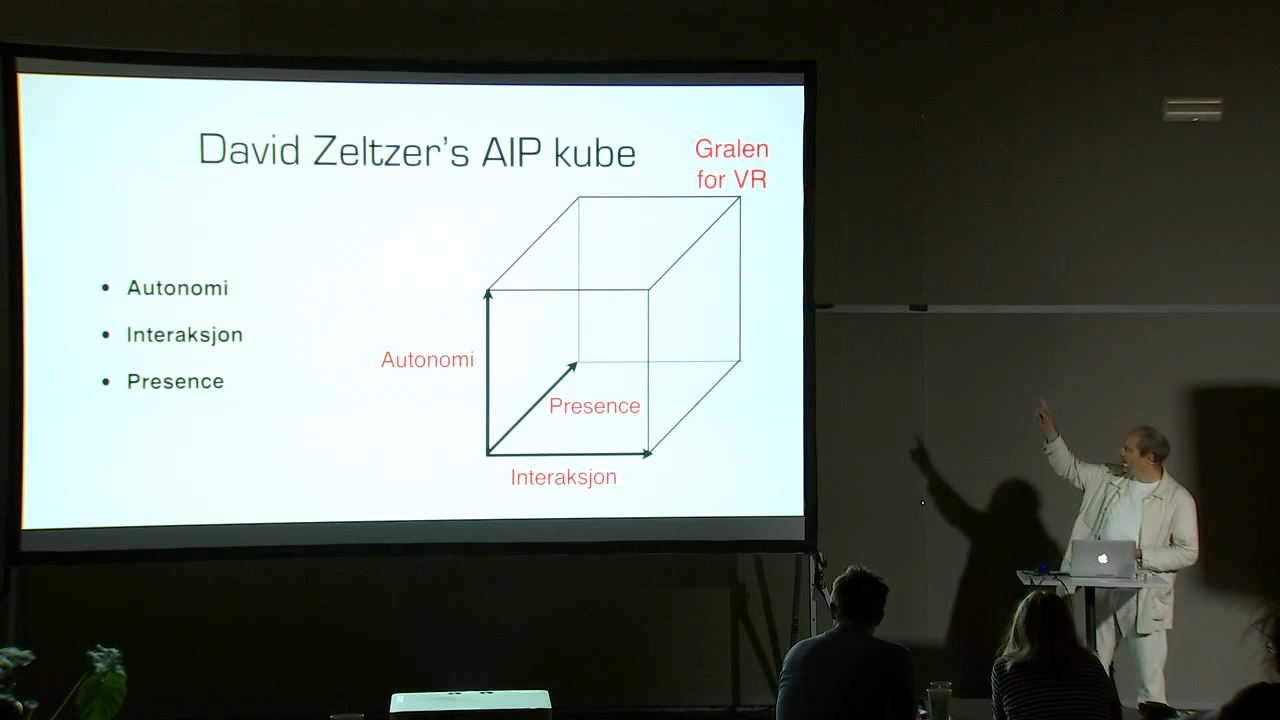 David Zeltzer's AIP kube
Gralen
for VR
• Autonomi
• Interaksjon
• Presence
Autonomi
Presence
Interaksjon